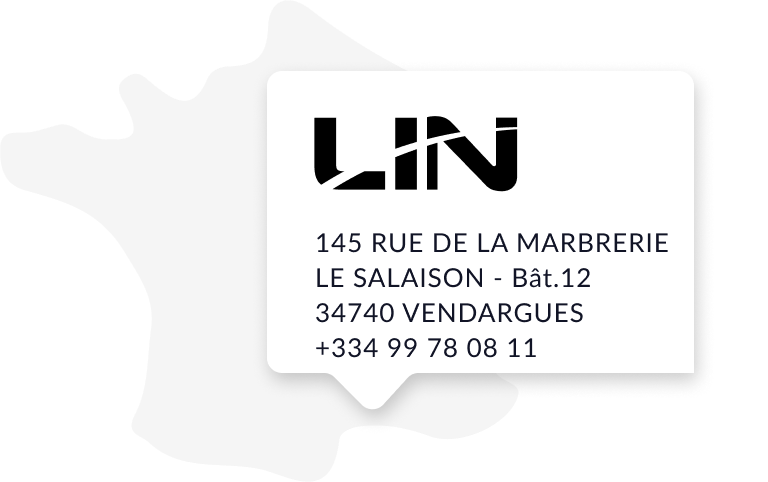 LIN
145 RUE DE LA MARBRERIE
LE SALAISON - Bât.12
34740 VENDARGUES
+334 99 78 08 11